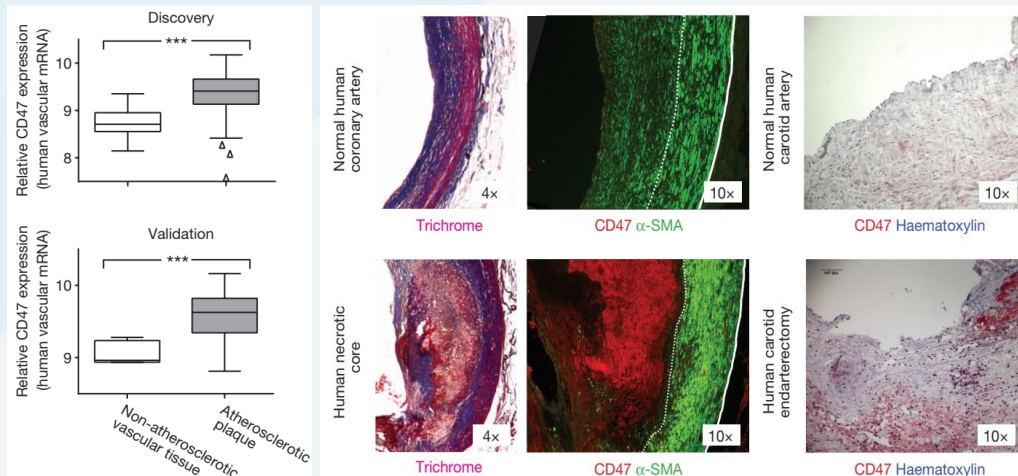 Discovery
***
Relative CD47 expression
(human vascular mRNA)
10
9
8
Validation
***
Relative CD47 expression
(human vascular mRNA)
10
9
Non-atherosclerotic
vascular tissue
Atherosclerotic
plaque
Normal human
coronary artery
4×
Trichrome
10×
CD47 α-SMA
Normal human
carotid artery
10×
CD47 Haematoxylin
Human necrotic
core
4×
Trichrome
10×
CD47 α-SMA
Human carotid
endarterectomy
10×
CD47 Haematoxylin